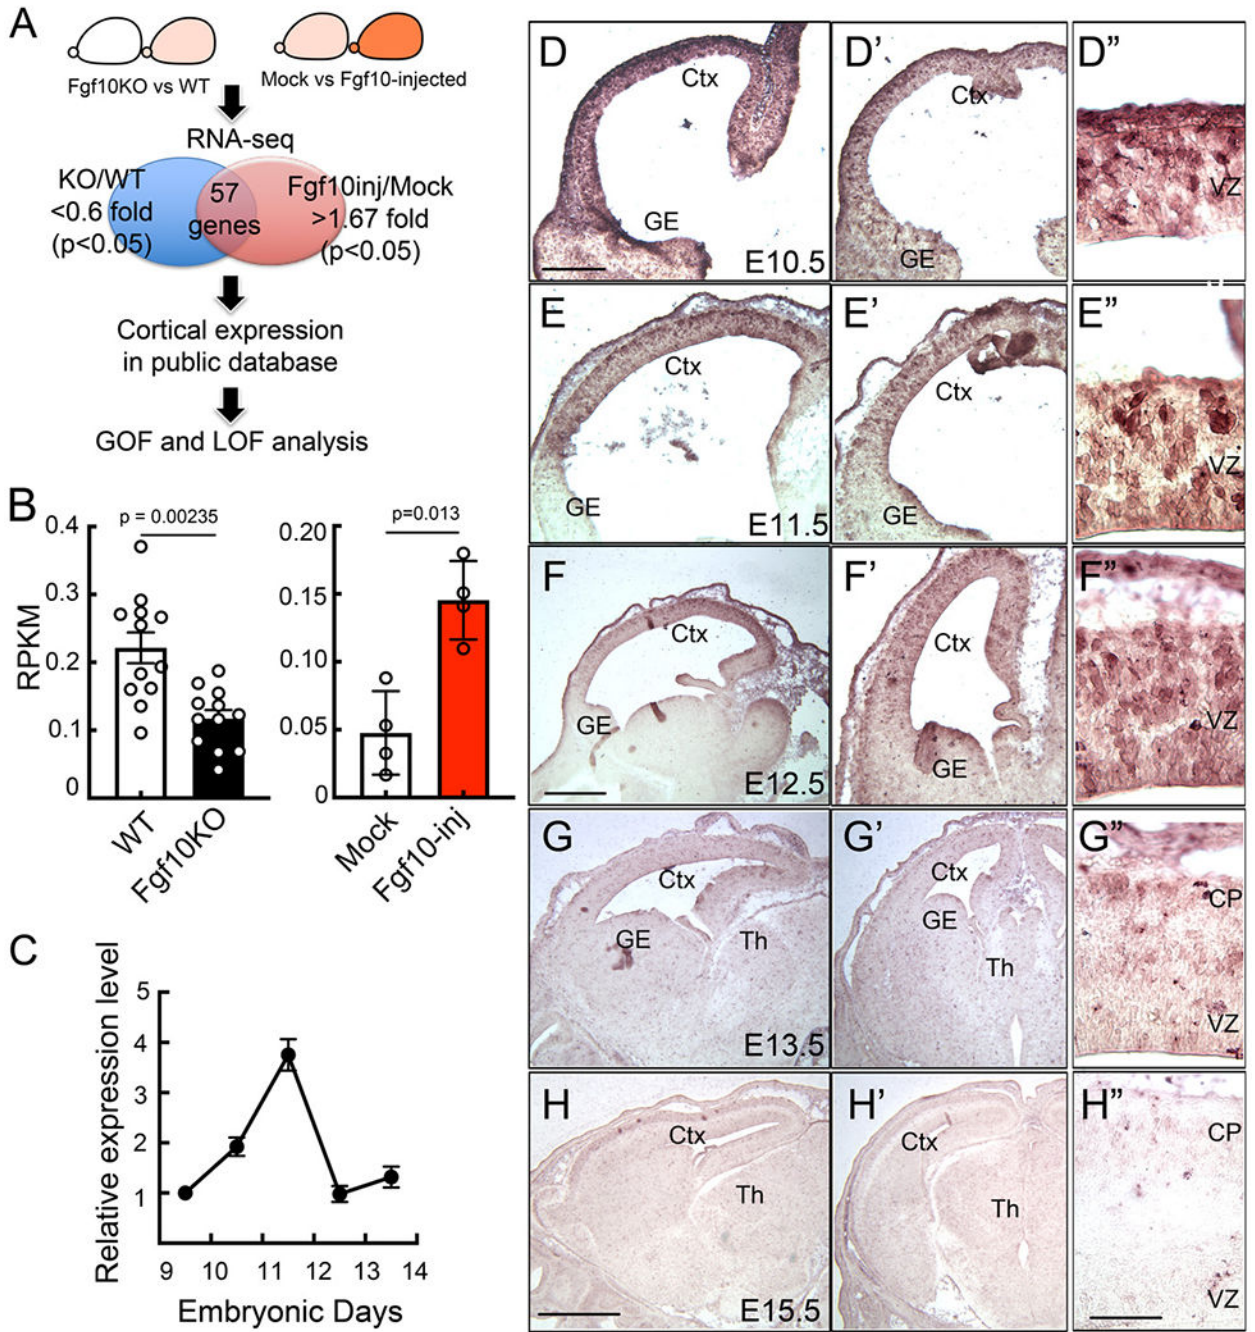 A
Fgf10KO vs WT
Mock vs Fgf10-injected
RNA-seq
KO/WT
<0.6 fold
(p<0.05)
57
genes
Fgf10inj/Mock
>1.67 fold
(p<0.05)
Cortical expression
in public database
GOF and LOF analysis
B
p = 0.00235
RPKM
0.4
0.3
0.2
0.1
0
WT
Fgf10KO
p=0.013
0.20
0.15
0.10
0.05
0
Mock
Fgf10-inj
C
Relative expression level
5
4
3
2
1
9 10 11 12 13 14
Embryonic Days
D
Ctx
GE
E10.5
D'
Ctx
GE
D"
VZ
E
Ctx
GE
E11.5
E'
Ctx
GE
E"
VZ
F
Ctx
GE
E12.5
F'
Ctx
GE
F"
VZ
G
Ctx
GE
Th
E13.5
G'
Ctx
GE
Th
G"
CP
VZ
H
Ctx
Th
E15.5
H'
Ctx
Th
H"
CP
VZ